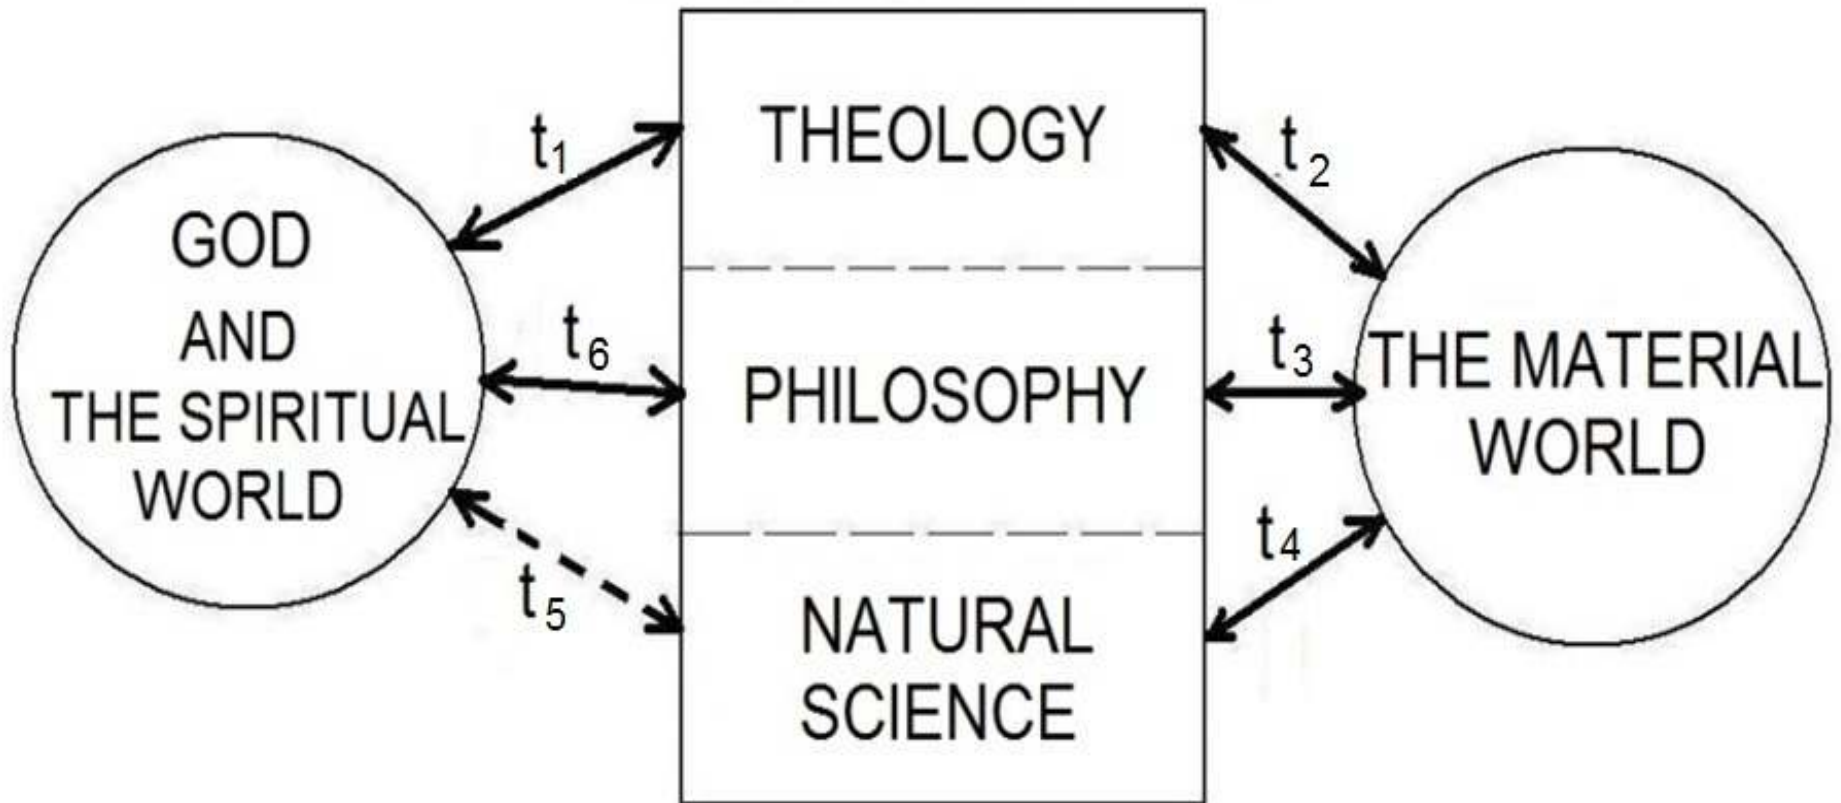 GOD
AND
THE SPIRITUAL
WORLD
t1
t6
t5
THEOLOGY
PHILOSOPHY
NATURAL
SCIENCE
t2
t3
t4
THE MATERIAL
WORLD